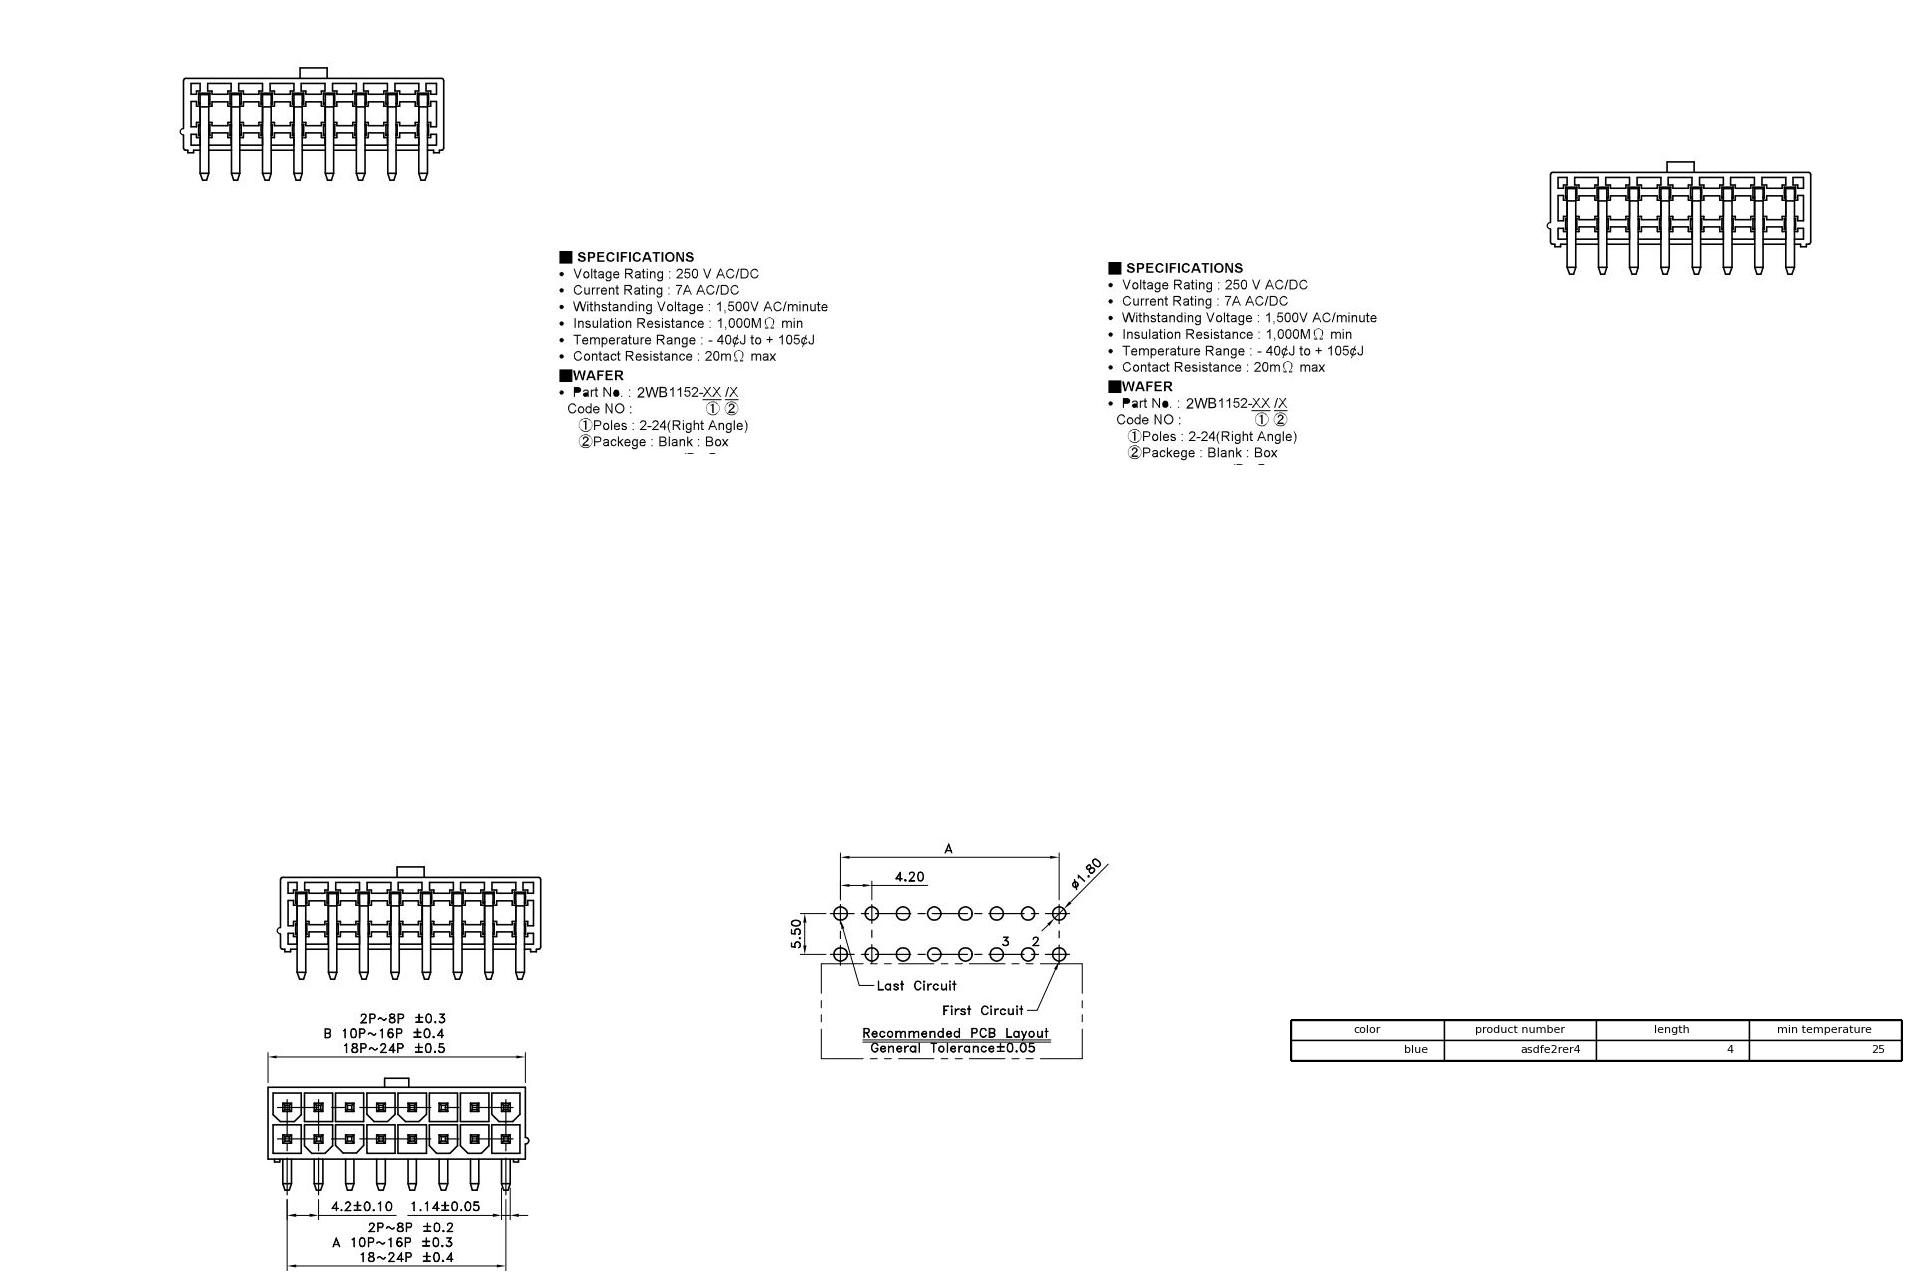 ■ SPECIFICATIONS
• Voltage Rating : 250 V AC/DC
• Current Rating : 7A AC/DC
• Withstanding Voltage : 1,500V AC/minute
• Insulation Resistance : 1,000MΩ min
• Temperature Range : - 40¢J to + 105¢J
• Contact Resistance : 20mΩ max
■WAFER
• Part No. : 2WB1152-XX /X
Code NO : ① ②
①Poles : 2-24(Right Angle)
②Packege : Blank : Box
■ SPECIFICATIONS
• Voltage Rating : 250 V AC/DC
• Current Rating : 7A AC/DC
• Withstanding Voltage : 1,500V AC/minute
• Insulation Resistance : 1,000MΩ min
• Temperature Range : - 40¢J to + 105¢J
• Contact Resistance : 20mΩ max
■WAFER
• Part No. : 2WB1152-XX /X
Code NO : ① ②
①Poles : 2-24(Right Angle)
②Packege : Blank : Box
A
4.20
ø1.80
5.50
3 2
Last Circuit
First Circuit
Recommended PCB Layout
General Tolerance±0.05
2P~8P ±0.3
B 10P~16P ±0.4
18P~24P ±0.5
4.2±0.10 1.14±0.05
2P~8P ±0.2
A 10P~16P ±0.3
18~24P ±0.4
color product number length min temperature
blue asdfe2rer4 4 25